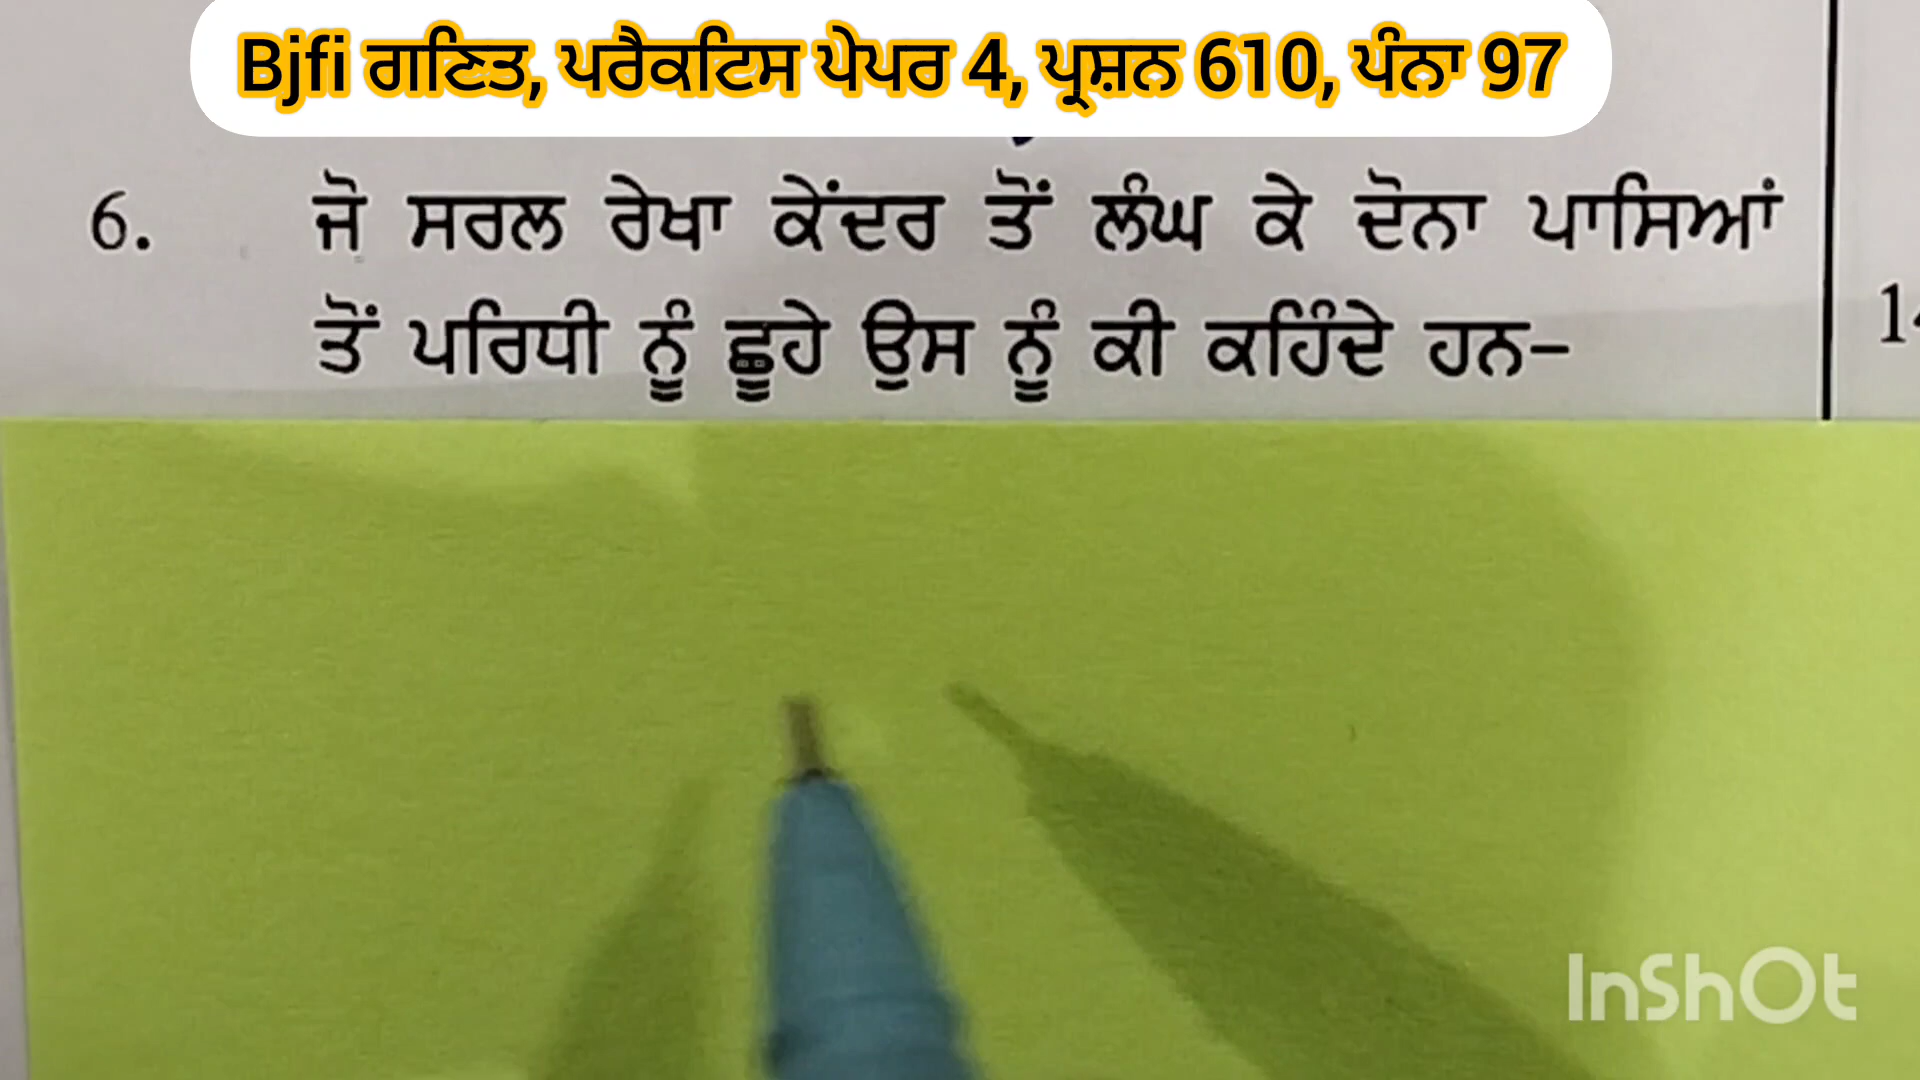 Bjfi ਗਣਿਤ, ਪਰੈਕਟਿਸ ਪੇਪਰ 4, ਪ੍ਰਸ਼ਨ 610, ਪੰਨਾ 97
6. ਜੋ ਸਰਲ ਰੇਖਾ ਕੇਂਦਰ ਤੋਂ ਲੰਘ ਕੇ ਦੋਨਾ ਪਾਸਿਆਂ
ਤੋਂ ਪਰਿਧੀ ਨੂੰ ਛੂਹੇ ਉਸ ਨੂੰ ਕੀ ਕਹਿੰਦੇ ਹਨ–
InShOt